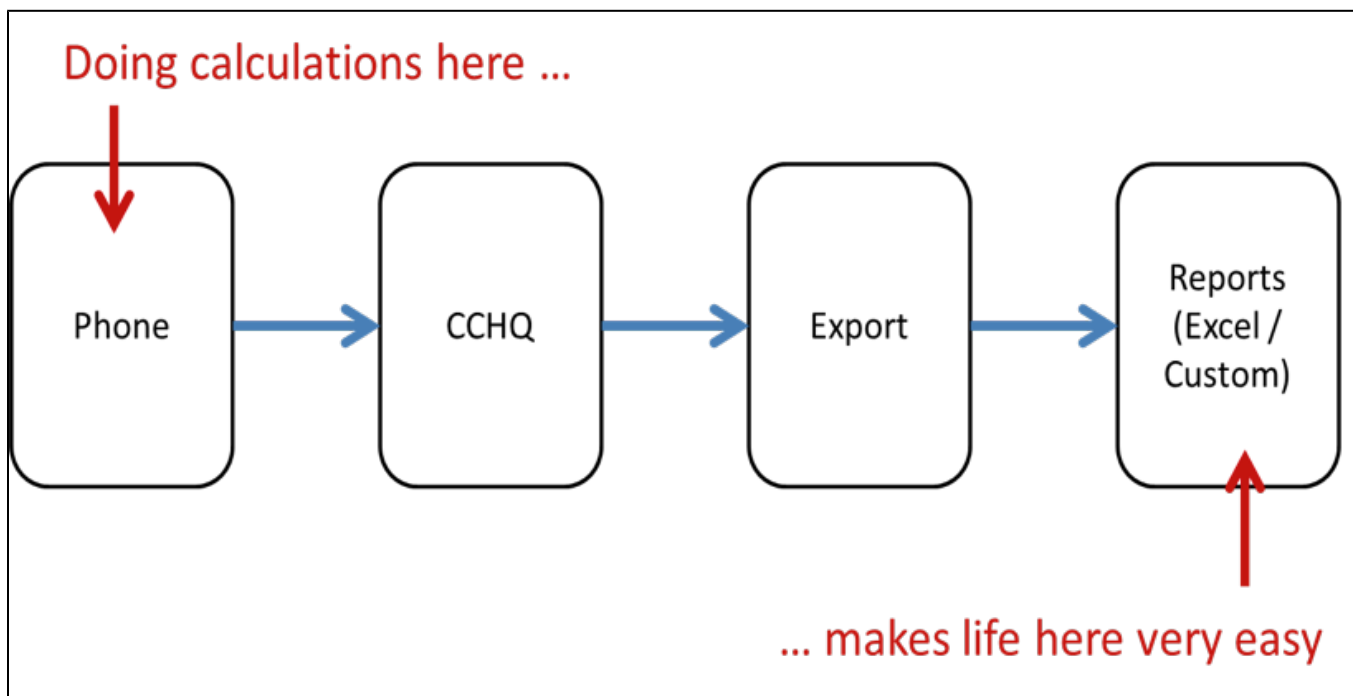 Doing calculations here ...
Phone
CCHQ
Export
Reports
(Excel /
Custom)
... makes life here very easy